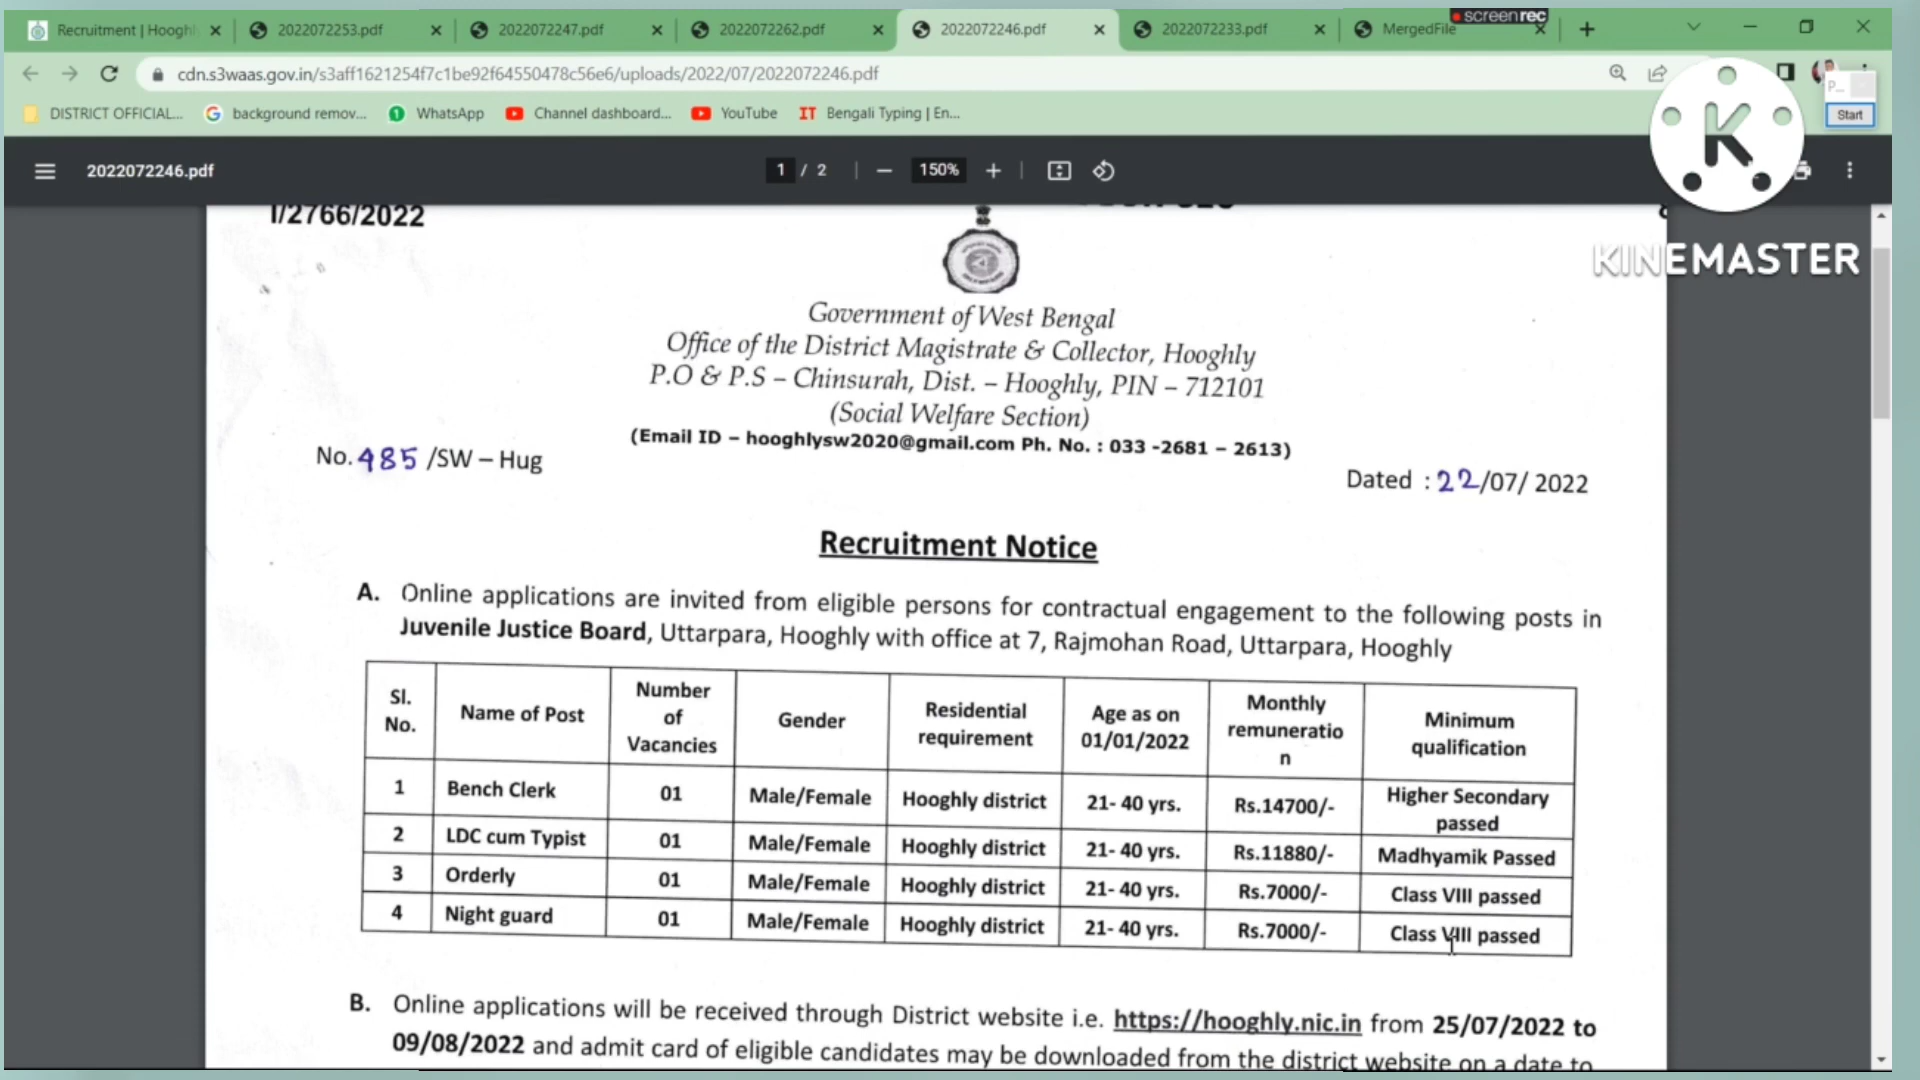 screenrec
Recruitment | Hooghl
2022072253.pdf
2022072247.pdf
2022072262.pdf
2022072246.pdf
2022072233.pdf
MergedFile
cdn.s3waas.gov.in/s3aff1621254f7c1be92f64550478c56e6/uploads/2022/07/2022072246.pdf
P...
DISTRICT OFFICIAL...
background remov...
WhatsApp
Channel dashboard...
YouTube
IT Bengali Typing | En...
Start
K
2022072246.pdf
1 / 2
150%
KINEMASTER
I/2766/2022
Government of West Bengal
Office of the District Magistrate & Collector, Hooghly
P.O & P.S – Chinsurah, Dist. – Hooghly, PIN – 712101
(Social Welfare Section)
(Email ID – hooghlysw2020@gmail.com Ph. No. : 033 -2681 – 2613)
No. 485 /SW – Hug
Dated : 22/07/ 2022
Recruitment Notice
A. Online applications are invited from eligible persons for contractual engagement to the following posts in
Juvenile Justice Board, Uttarpara, Hooghly with office at 7, Rajmohan Road, Uttarpara, Hooghly
Sl. No. Name of Post Number of Vacancies Gender Residential requirement Age as on 01/01/2022 Monthly remuneratio n Minimum qualification
1 Bench Clerk 01 Male/Female Hooghly district 21- 40 yrs. Rs.14700/- Higher Secondary passed
2 LDC cum Typist 01 Male/Female Hooghly district 21- 40 yrs. Rs.11880/- Madhyamik Passed
3 Orderly 01 Male/Female Hooghly district 21- 40 yrs. Rs.7000/- Class VIII passed
4 Night guard 01 Male/Female Hooghly district 21- 40 yrs. Rs.7000/- Class VIII passed
B. Online applications will be received through District website i.e. https://hooghly.nic.in from 25/07/2022 to
09/08/2022 and admit card of eligible candidates may be downloaded from the district website on a date to